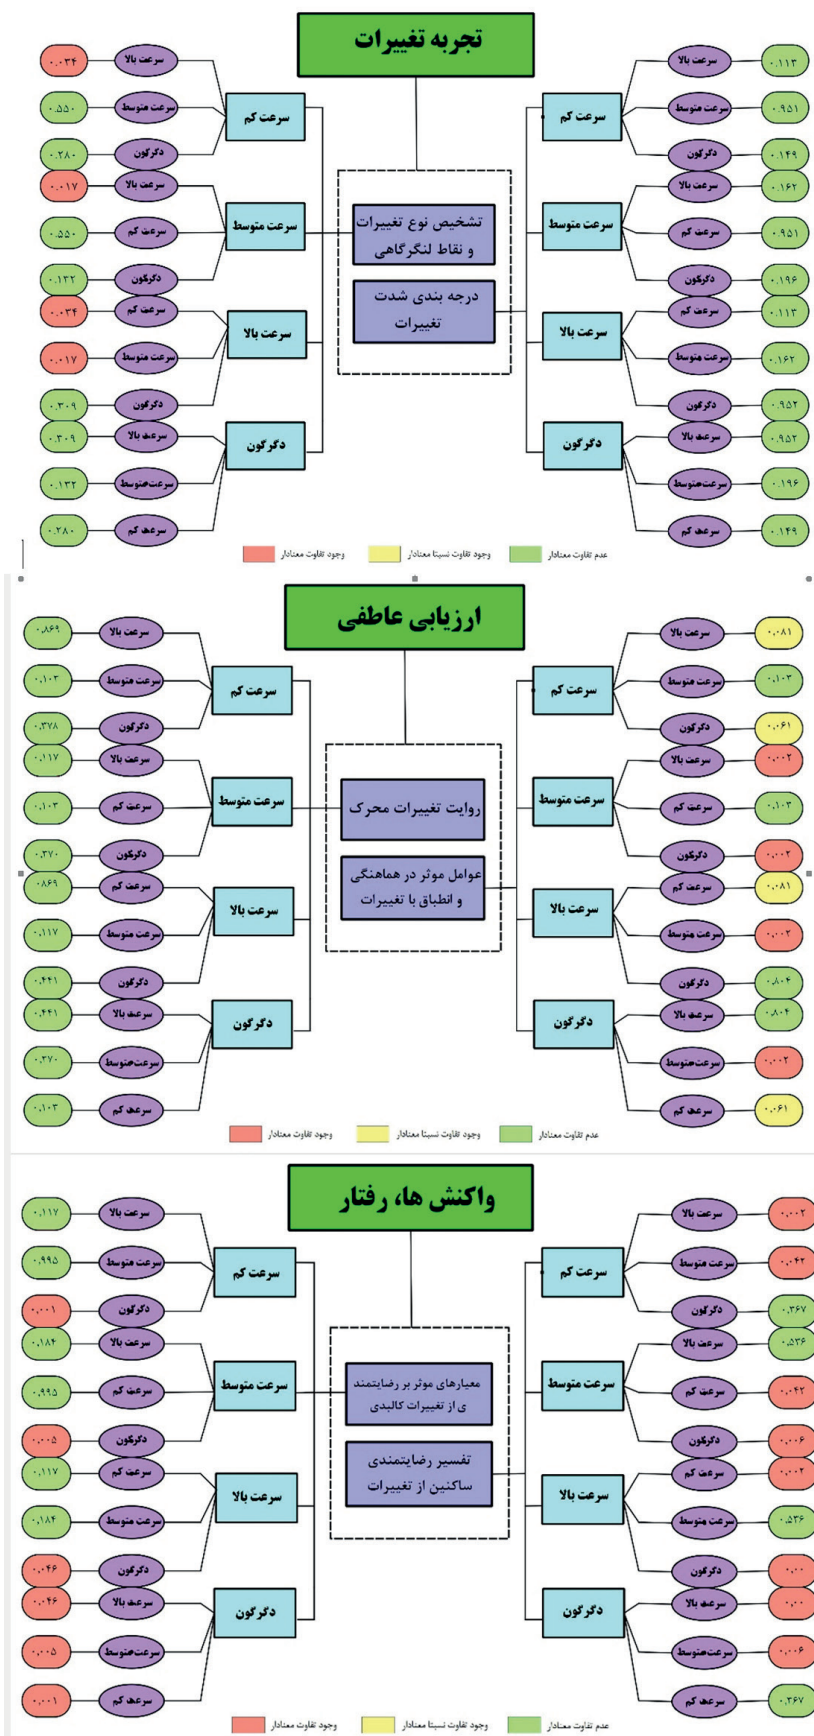 تجربه تغییرات
۰.۱۱۳ سرعت بالا
۰.۹۵۱ سرعت متوسط
سرعت کم
۰.۱۴۹ دگرگون
۰.۱۶۲ سرعت بالا
۰.۹۵۱ سرعت کم
سرعت متوسط
۰.۱۹۶ دگرگون
۰.۱۱۳ سرعت کم
۰.۱۶۲ سرعت متوسط
سرعت بالا
۰.۹۵۲ دگرگون
۰.۹۵۲ سرعت بالا
۰.۱۹۶ سرعت متوسط
دگرگون
۰.۱۴۹ سرعت کم
تشخیص نوع تغییرات
و نقاط لنگرگاهی
درجه بندی شدت
تغییرات
سرعت بالا ۰.۰۳۴
سرعت متوسط ۰.۵۵۰
سرعت کم
دگرگون ۰.۲۸۰
سرعت بالا ۰.۰۱۷
سرعت کم ۰.۵۵۰
سرعت متوسط
دگرگون ۰.۱۳۲
سرعت کم ۰.۰۳۴
سرعت متوسط ۰.۰۱۷
سرعت بالا
دگرگون ۰.۳۰۹
سرعت بالا ۰.۳۰۹
سرعت متوسط ۰.۱۳۲
دگرگون
سرعت کم ۰.۲۸۰
عدم تفاوت معنادار وجود تفاوت نسبتا معنادار وجود تفاوت معنادار
ارزیابی عاطفی
۰,۰۸۱ سرعت بالا
۰,۱۰۳ سرعت متوسط
سرعت کم
۰,۰۶۱ دگرگون
۰,۰۰۲ سرعت بالا
۰,۱۰۳ سرعت کم
سرعت متوسط
۰,۰۰۲ دگرگون
۰,۰۸۱ سرعت کم
۰,۰۰۲ سرعت متوسط
سرعت بالا
۰,۸۰۴ دگرگون
۰,۸۰۴ سرعت بالا
۰,۰۰۲ سرعت متوسط
دگرگون
۰,۰۶۱ سرعت کم
روایت تغییرات محرک
عوامل موثر در هماهنگی
و انطباق با تغییرات
سرعت بالا ۰,۸۶۹
سرعت متوسط ۰,۱۰۳
سرعت کم
دگرگون ۰,۳۷۸
سرعت بالا ۰,۱۱۷
سرعت کم ۰,۱۰۳
سرعت متوسط
دگرگون ۰,۳۷۰
سرعت کم ۰۸۶۹
سرعت متوسط ۰,۱۱۷
سرعت بالا
دگرگون ۰,۴۴۱
سرعت بالا ۰,۴۴۱
سرعت متوسط ۰,۳۷۰
دگرگون
سرعت کم ۰,۱۰۳
عدم تفاوت معنادار وجود تفاوت نسبتا معنادار وجود تفاوت معنادار
واکنش ها، رفتار
۰,۰۰۲ سرعت بالا
۰,۰۴۲ سرعت متوسط
سرعت کم
۰,۳۶۷ دگرگون
۰,۵۳۶ سرعت بالا
۰,۰۴۲ سرعت کم
سرعت متوسط
۰,۰۰۶ دگرگون
۰,۰۰۲ سرعت کم
۰,۵۳۶ سرعت متوسط
سرعت بالا
۰,۰۰ دگرگون
۰,۰۰ سرعت بالا
۰,۰۰۶ سرعت متوسط
دگرگون
۰,۳۶۷ سرعت کم
معیارهای موثر بر رضایتمند
ی از تغییرات کالبدی
تفسیر رضایتمندی
ساکنین از تغییرات
سرعت بالا ۰,۱۱۷
سرعت متوسط ۰,۹۹۵
سرعت کم
دگرگون ۰,۰۰۱
سرعت بالا ۰,۱۸۴
سرعت کم ۰,۹۹۵
سرعت متوسط
دگرگون ۰,۰۰۵
سرعت کم ۰,۱۱۷
سرعت متوسط ۰,۱۸۴
سرعت بالا
دگرگون ۰,۰۴۶
سرعت بالا ۰,۰۴۶
سرعت متوسط ۰,۰۰۵
دگرگون
سرعت کم ۰,۰۰۱
عدم تفاوت معنادار وجود تفاوت نسبتا معنادار وجود تفاوت معنادار